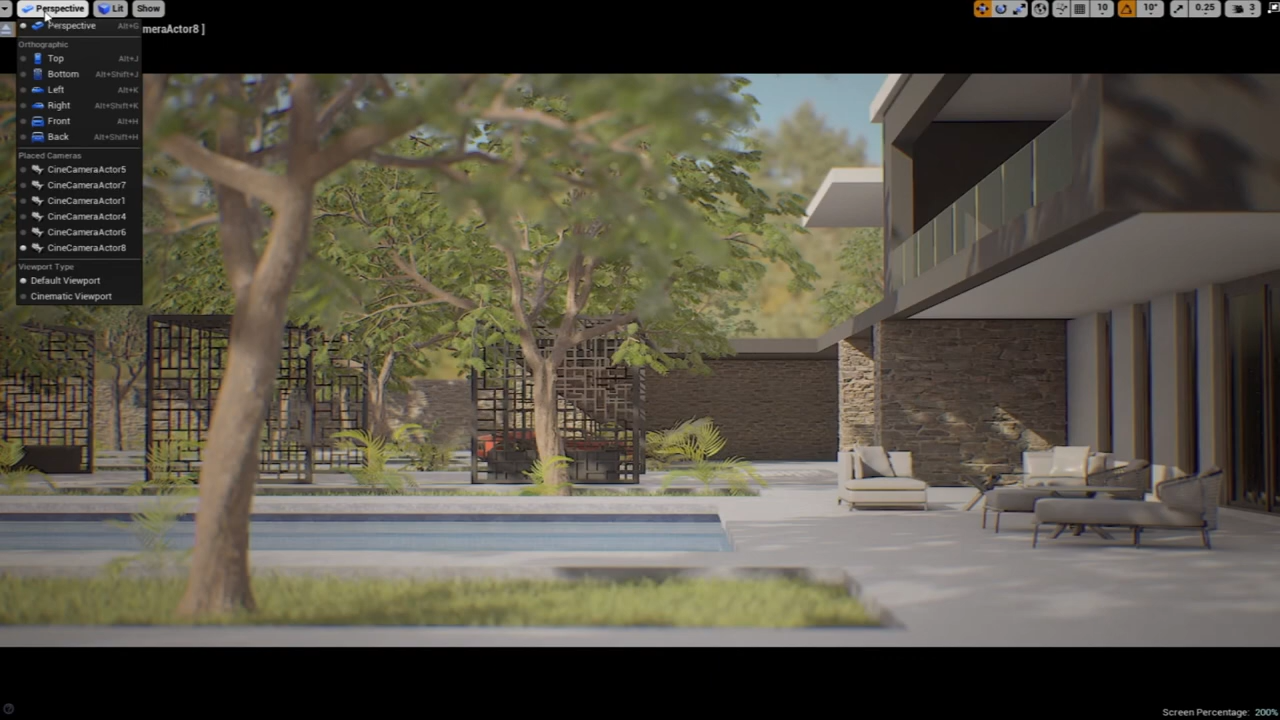 Perspective Lit Show
10 10° 0.25 3
Perspective Alt+G
meraActor8 ]
Orthographic
Top Alt+J
Bottom Alt+Shift+J
Left Alt+K
Right Alt+Shift+K
Front Alt+H
Back Alt+Shift+H
Placed Cameras
CineCameraActor5
CineCameraActor7
CineCameraActor1
CineCameraActor4
CineCameraActor6
CineCameraActor8
Viewport Type
Default Viewport
Cinematic Viewport
Screen Percentage: 200%